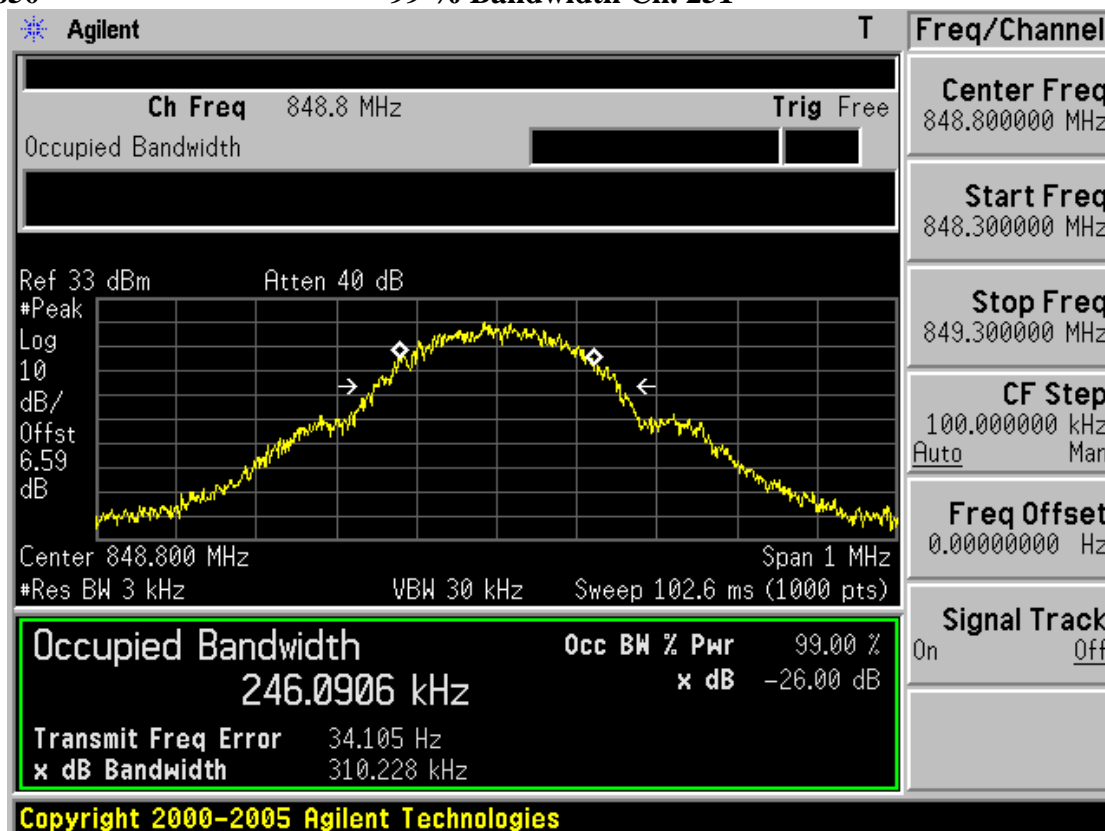 99 % Bandwidth Ch. 251
Agilent T
Freq/Channel
Ch Freq 848.8 MHz Trig Free
Occupied Bandwidth
Center Freq
848.800000 MHz
Start Freq
848.300000 MHz
Stop Freq
849.300000 MHz
CF Step
100.000000 kHz
Auto Man
Freq Offset
0.00000000 Hz
Signal Track
On Off
Ref 33 dBm Atten 40 dB
#Peak
Log
10
dB/
Offst
6.59
dB
Center 848.800 MHz Span 1 MHz
#Res BW 3 kHz VBW 30 kHz Sweep 102.6 ms (1000 pts)
Occupied Bandwidth
246.0906 kHz
Occ BW % Pwr 99.00 %
x dB -26.00 dB
Transmit Freq Error 34.105 Hz
x dB Bandwidth 310.228 kHz
Copyright 2000-2005 Agilent Technologies